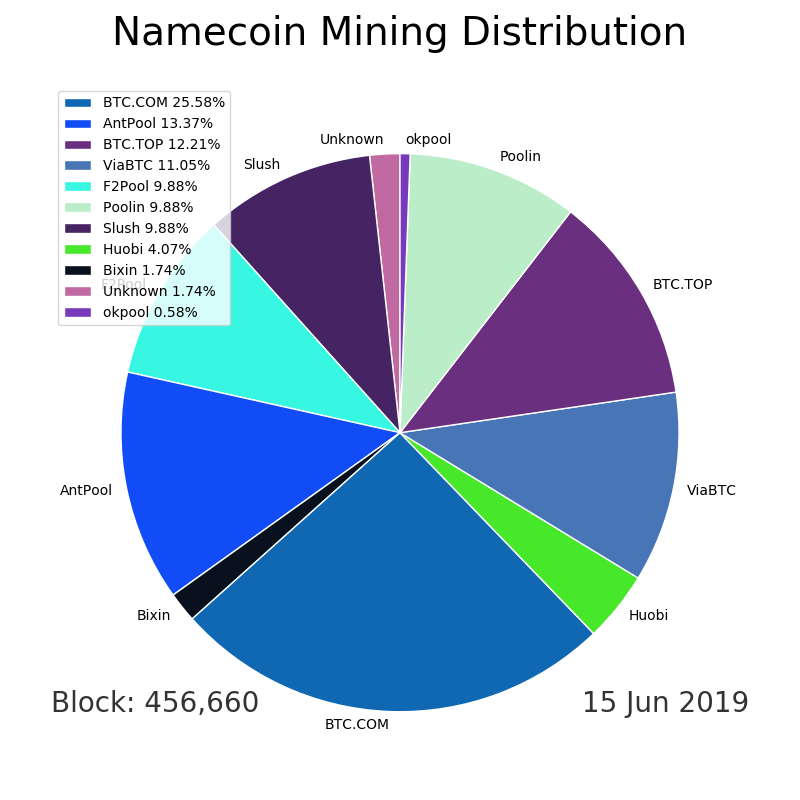 Namecoin Mining Distribution
BTC.COM 25.58%
AntPool 13.37%
BTC.TOP 12.21%
ViaBTC 11.05%
F2Pool 9.88%
Poolin 9.88%
Slush 9.88%
Huobi 4.07%
Bixin 1.74%
Unknown 1.74%
okpool 0.58%
Unknown
okpool
Slush
Poolin
F2Pool
BTC.TOP
AntPool
ViaBTC
Bixin
Huobi
BTC.COM
Block: 456,660
15 Jun 2019